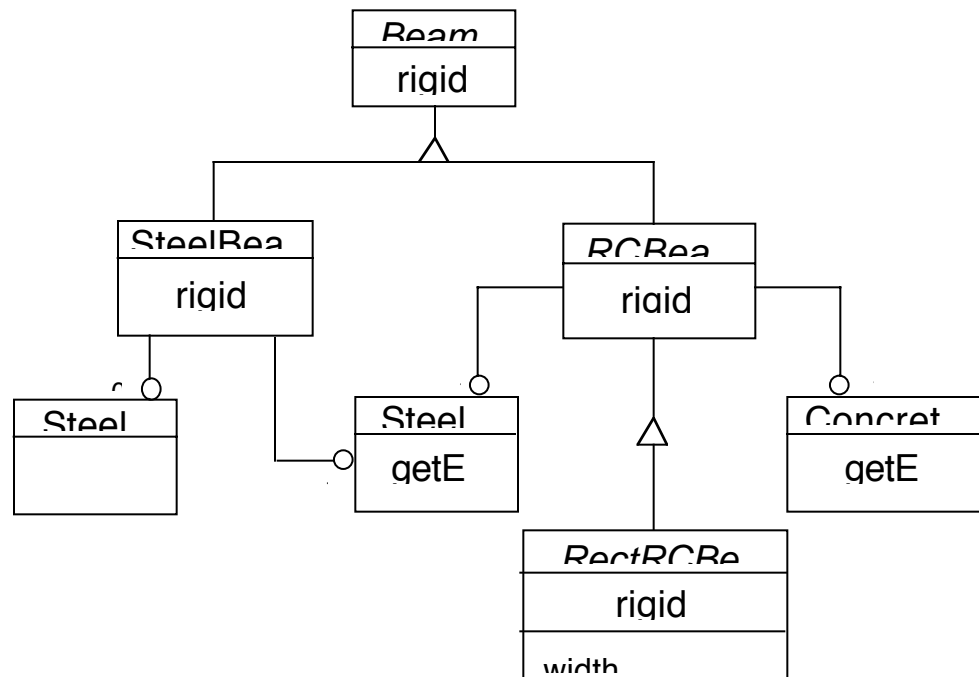 Beam
rigid
SteelBea
rigid
RCBea
rigid
Steel
Steel
getE
Concret
getE
RectRCBe
rigid
width